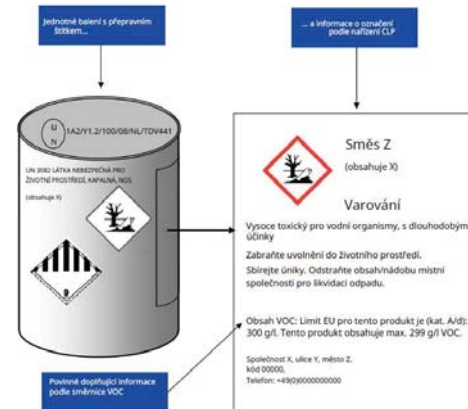 Jednotné balení s přepravním
štítkem...
... a informace o označení
podle nařízení CLP
U
N
1A2/Y1.2/100/08/NL/TDV441
UN 3082 LÁTKA NEBEZPEČNÁ PRO
ŽIVOTNÍ PROSTŘEDÍ, KAPALNÁ, NOS
(obsahuje X)
9
Směs Z
(obsahuje X)
Varování
Vysoce toxický pro vodní organismy, s dlouhodobým
účinky
Zabraňte uvolnění do životního prostředí.
Sbírejte úniky. Odstraňte obsah/nádobu místní
společnosti pro likvidaci odpadu.
Obsah VOC: Limit EU pro tento produkt je (kat. A/d):
300 g/l. Tento produkt obsahuje max. 299 g/l VOC.
Společnost X, ulice Y, město Z,
kód 00000,
Telefon: +49(0)0000000000
Povinné doplňující informace
podle směrnice VOC